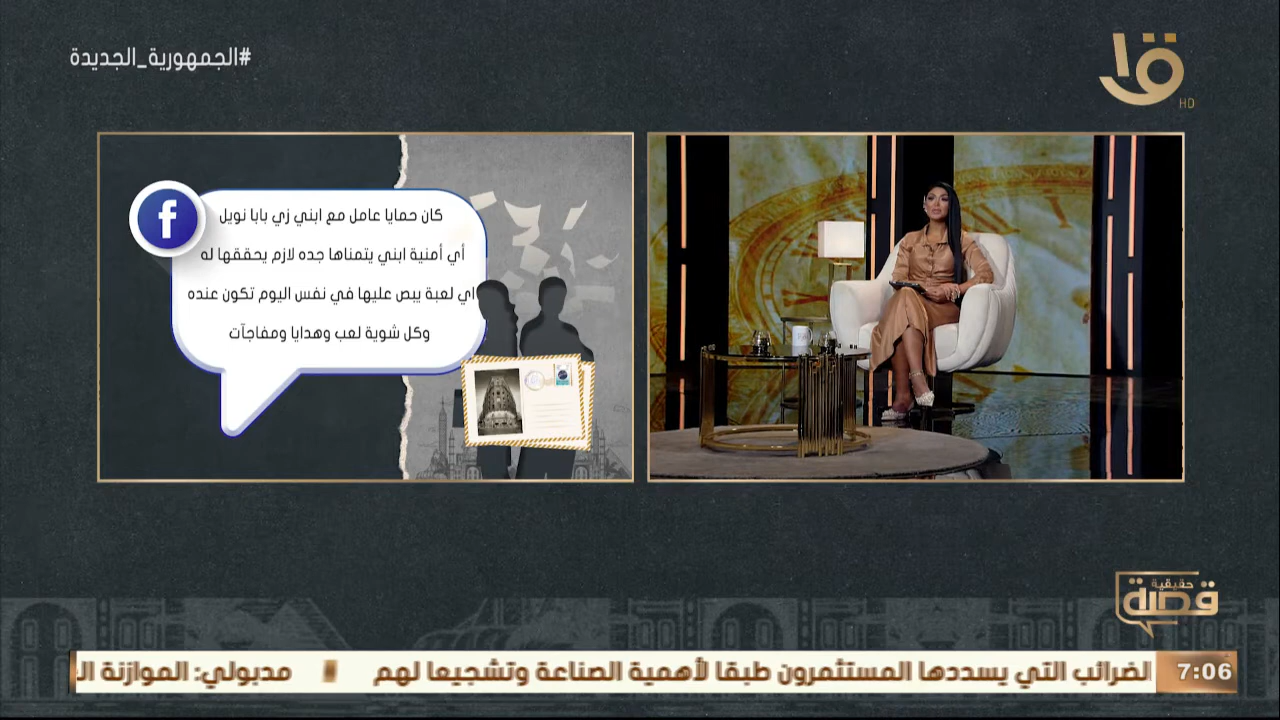 #الجمهورية_الجديدة
HD
كان حمايا عامل مع ابني زي بابا نويل
أي أمنية ابني يتمناها جده لازم يحققها له
اي لعبة يبص عليها في نفس اليوم تكون عنده
وكل شوية لعب وهدايا ومفاجآت
قصة
حقيقية
7:06
الضرائب التي يسددها المستثمرون طبقا لأهمية الصناعة وتشجيعا لهم
مدبولي: الموازنة ال